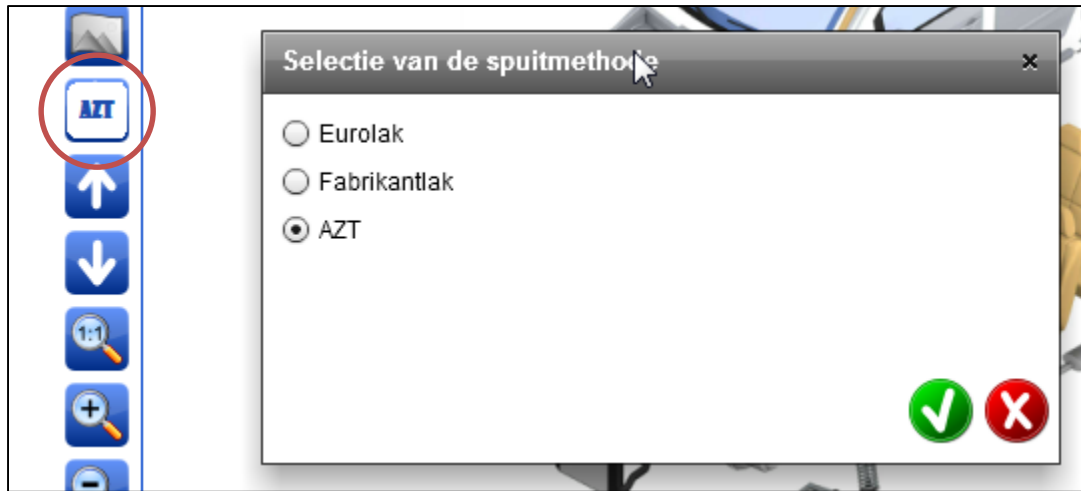 AZT
1:1
Selectie van de spuitmethode
Eurolak
Fabrikantlak
AZT